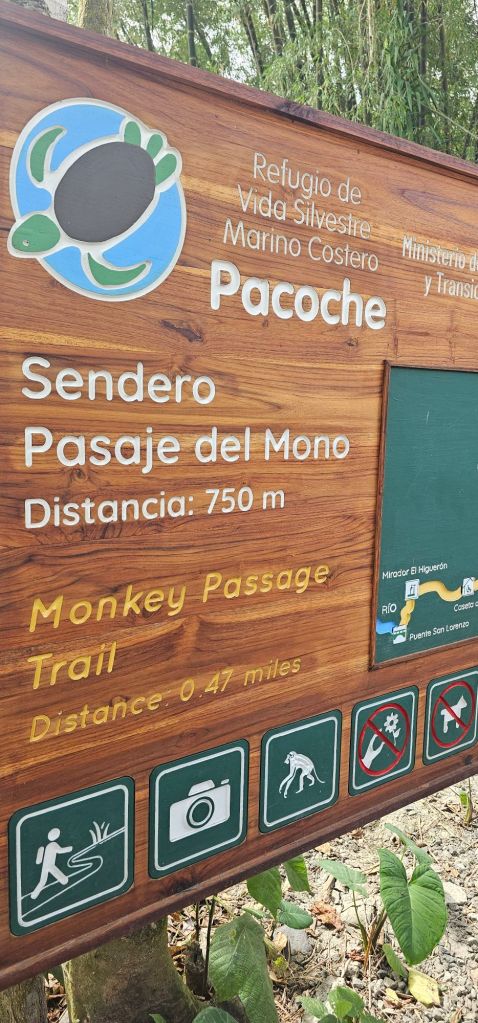 Refugio de
Vida Silvestre
Marino Costero
Pacoche
Ministerio d
y Transic
Sendero
Pasaje del Mono
Distancia: 750 m
Monkey Passage
Trail
Distance: 0.47 miles
Mirador El Higuerón
RÍO
Caseta
Puente San Lorenzo